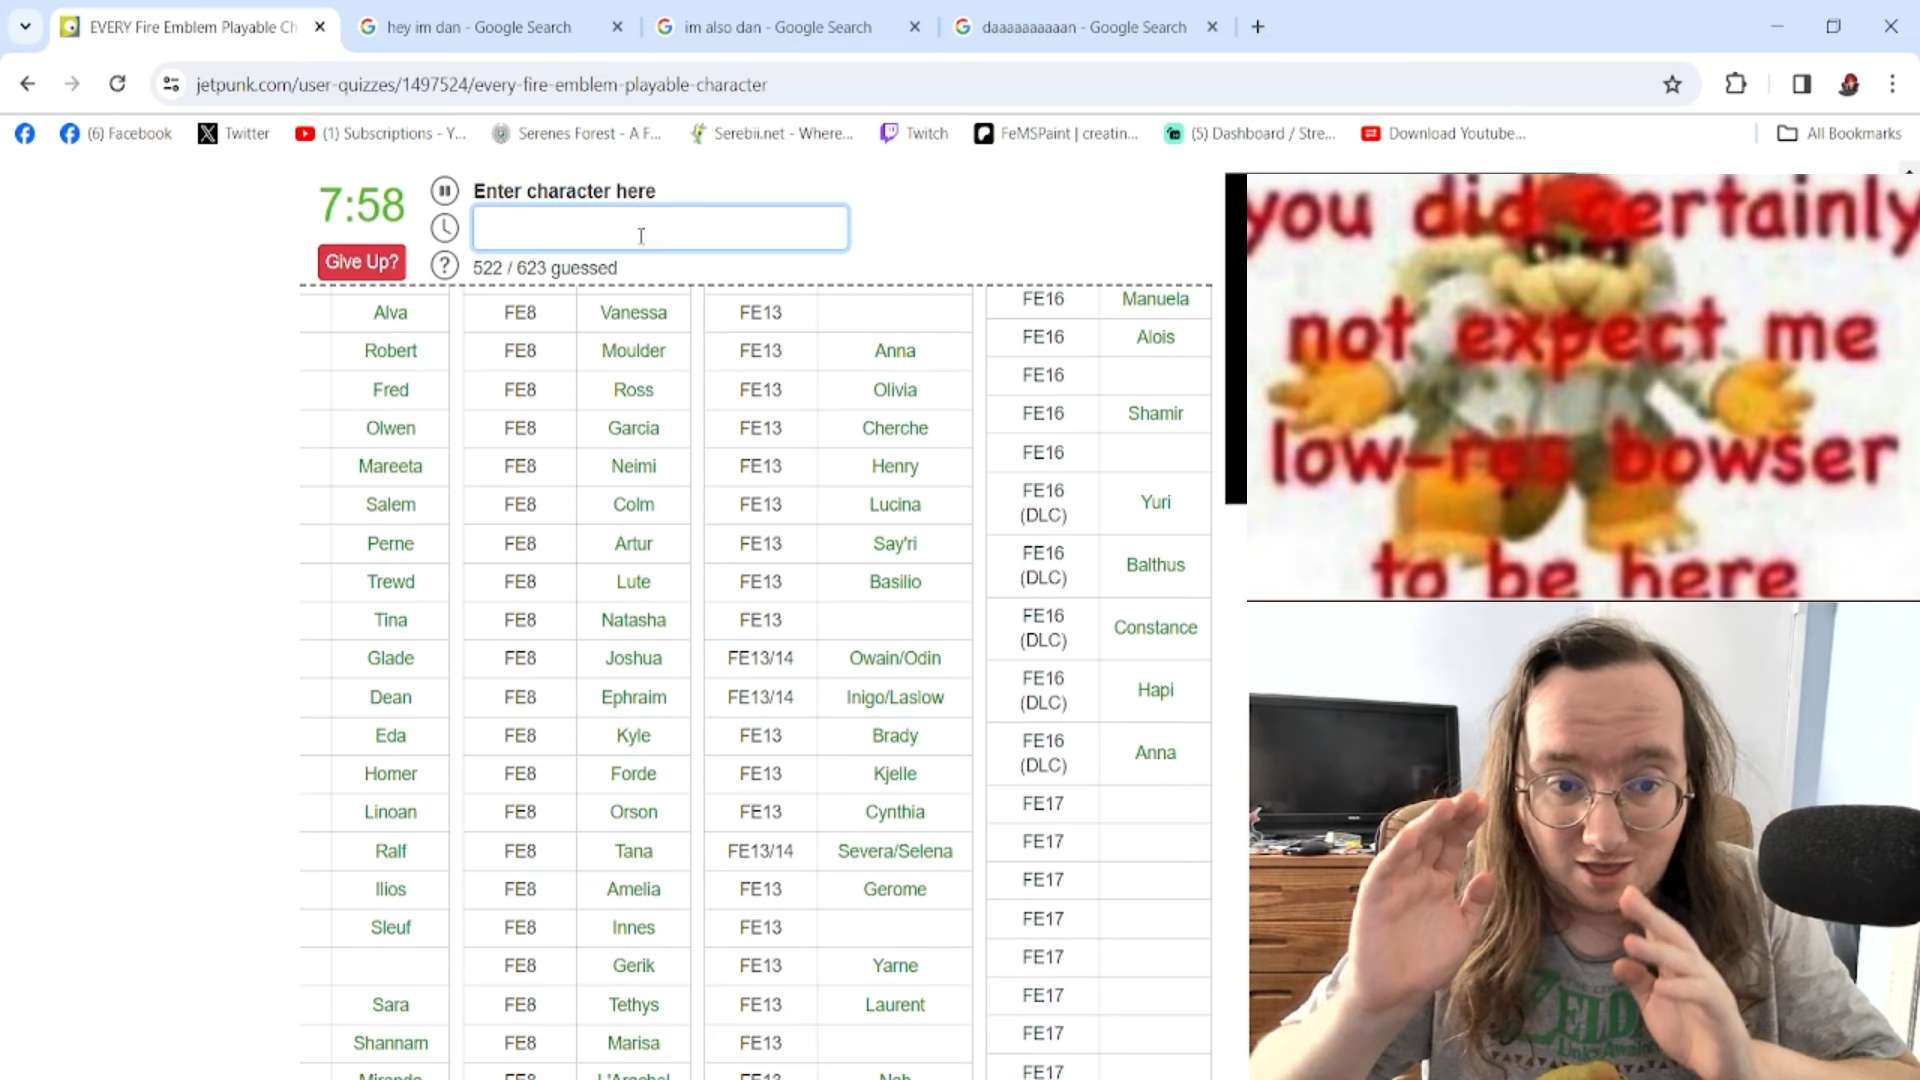 EVERY Fire Emblem Playable Ch
hey im dan - Google Search
im also dan - Google Search
daaaaaaaaaan - Google Search
jetpunk.com/user-quizzes/1497524/every-fire-emblem-playable-character
(6) Facebook
Twitter
(1) Subscriptions - Y...
Serenes Forest - A F...
Serebii.net - Where...
Twitch
FeMSPaint | creatin...
(5) Dashboard / Stre...
Download Youtube...
All Bookmarks
7:58
Give Up?
Enter character here
522 / 623 guessed
Alva FE8 Vanessa FE13
Robert FE8 Moulder FE13 Anna
Fred FE8 Ross FE13 Olivia
Olwen FE8 Garcia FE13 Cherche
Mareeta FE8 Neimi FE13 Henry
Salem FE8 Colm FE13 Lucina
Perne FE8 Artur FE13 Say'ri
Trewd FE8 Lute FE13 Basilio
Tina FE8 Natasha FE13
Glade FE8 Joshua FE13/14 Owain/Odin
Dean FE8 Ephraim FE13/14 Inigo/Laslow
Eda FE8 Kyle FE13 Brady
Homer FE8 Forde FE13 Kjelle
Linoan FE8 Orson FE13 Cynthia
Ralf FE8 Tana FE13/14 Severa/Selena
Ilios FE8 Amelia FE13 Gerome
Sleuf FE8 Innes FE13
FE8 Gerik FE13 Yarne
Sara FE8 Tethys FE13 Laurent
Shannam FE8 Marisa FE13
Miranda FE8 L'Arachel FE13 Nah
FE16 Manuela
FE16 Alois
FE16
FE16 Shamir
FE16
FE16 (DLC) Yuri
FE16 (DLC) Balthus
FE16 (DLC) Constance
FE16 (DLC) Hapi
FE16 (DLC) Anna
FE17
FE17
FE17
FE17
FE17
FE17
FE17
FE17
you did certainly
not expect me
low-res bowser
to be here
ZELDA